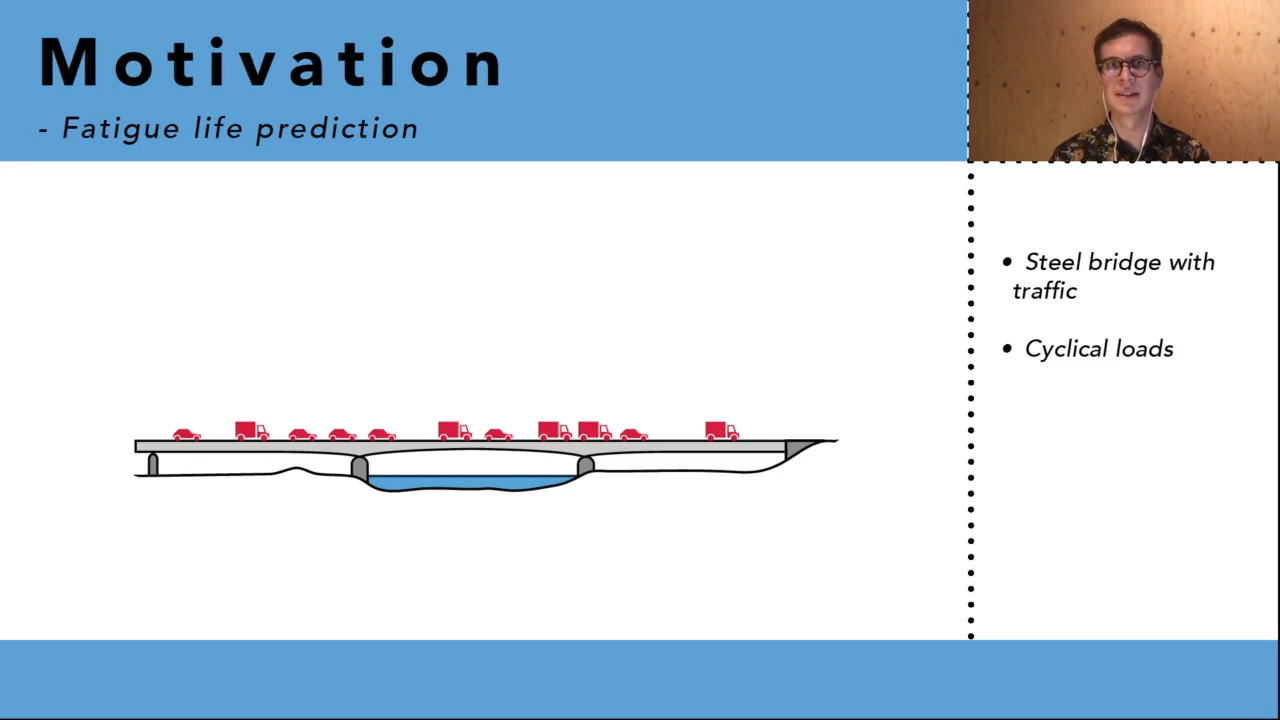 Motivation
- Fatigue life prediction
• Steel bridge with
traffic
• Cyclical loads